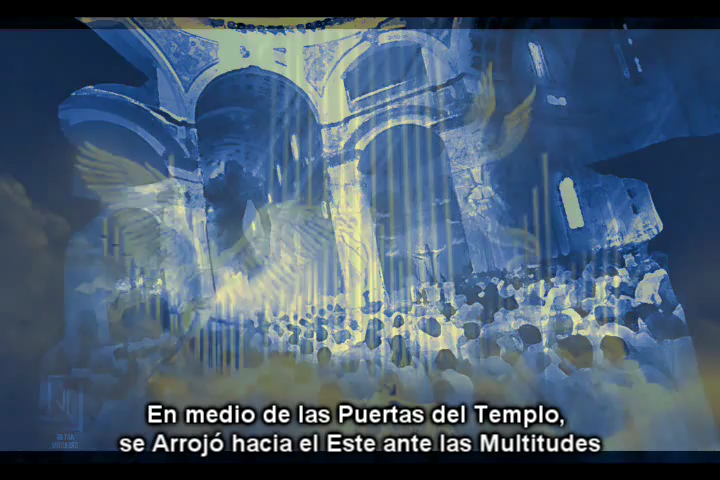 En medio de las Puertas del Templo,
se Arrojó hacia el Este ante las Multitudes